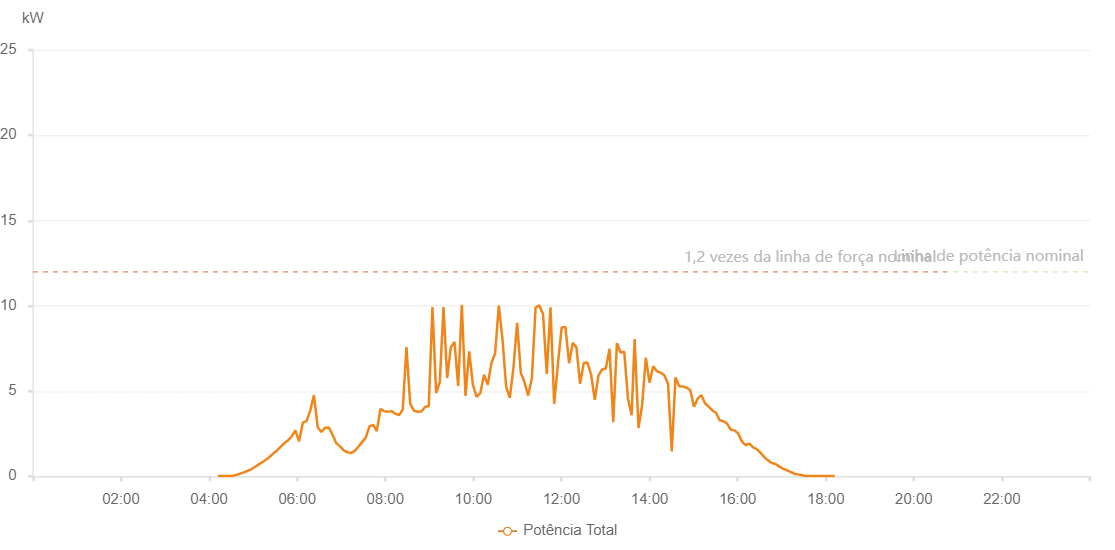 kW
25
20
15
1,2 vezes da linha de força nominal
Linha de potência nominal
10
5
0
02:00 04:00 06:00 08:00 10:00 12:00 14:00 16:00 18:00 20:00 22:00
Potência Total